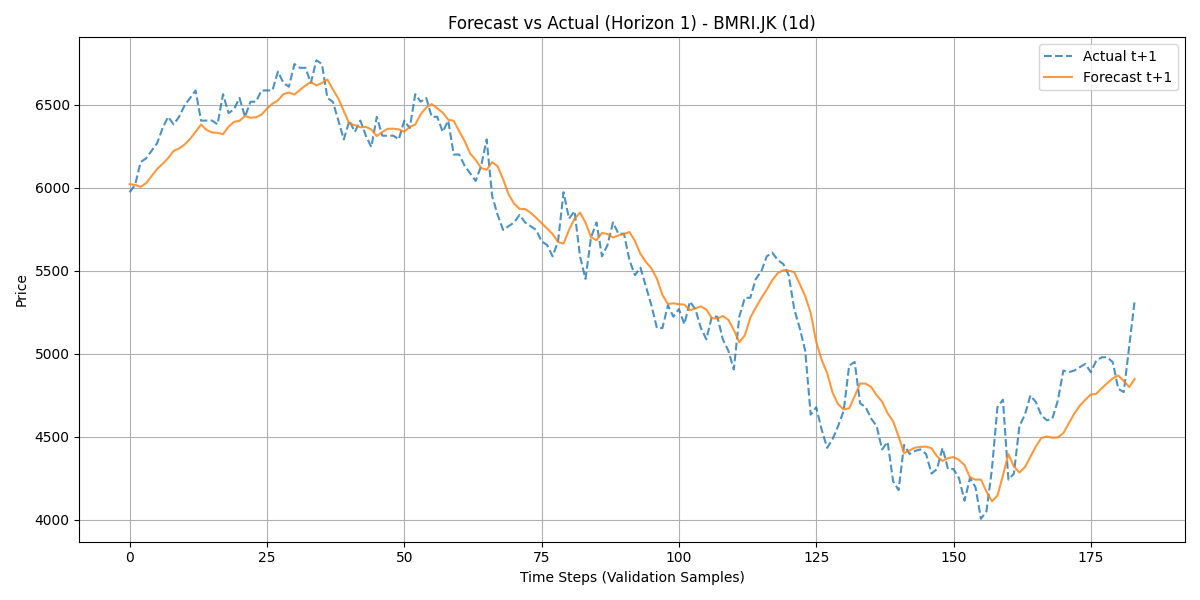 Forecast vs Actual (Horizon 1) - BMRI.JK (1d)
Actual t+1
Forecast t+1
Price
6500
6000
5500
5000
4500
4000
0 25 50 75 100 125 150 175
Time Steps (Validation Samples)